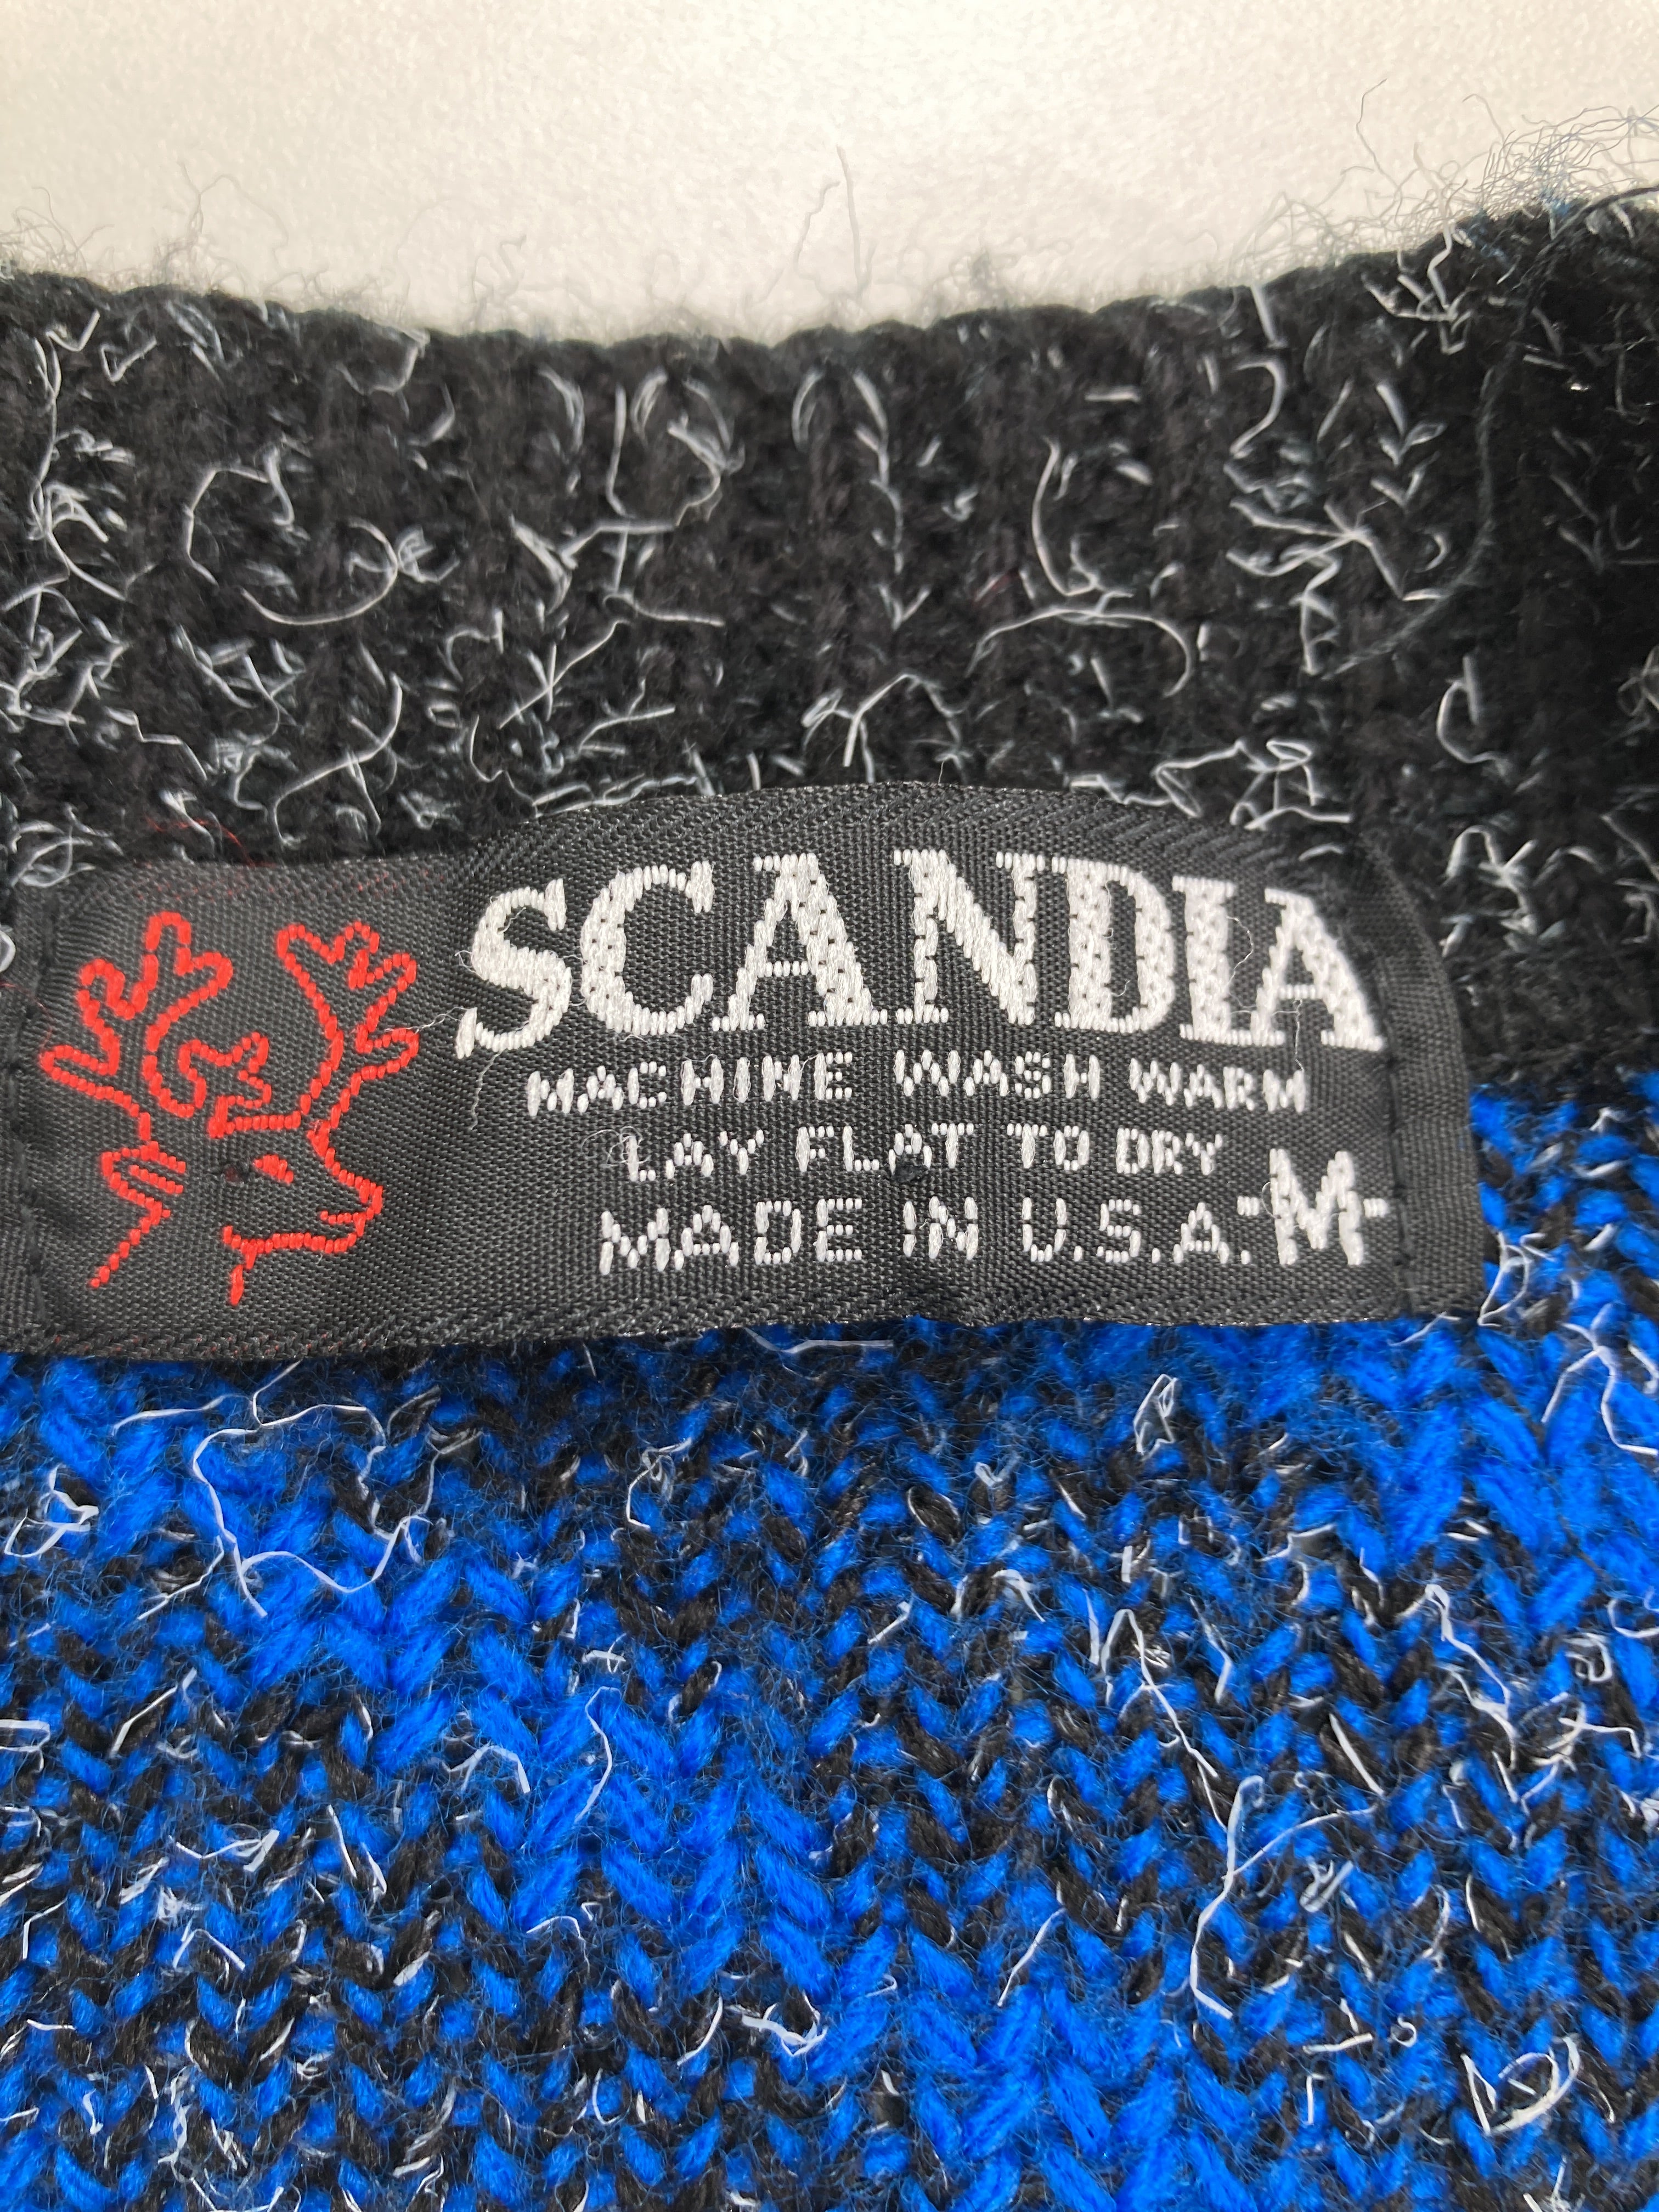 SCANDIA
MACHINE WASH WARM
LAY FLAT TO DRY
MADE IN U.S.A. -M-